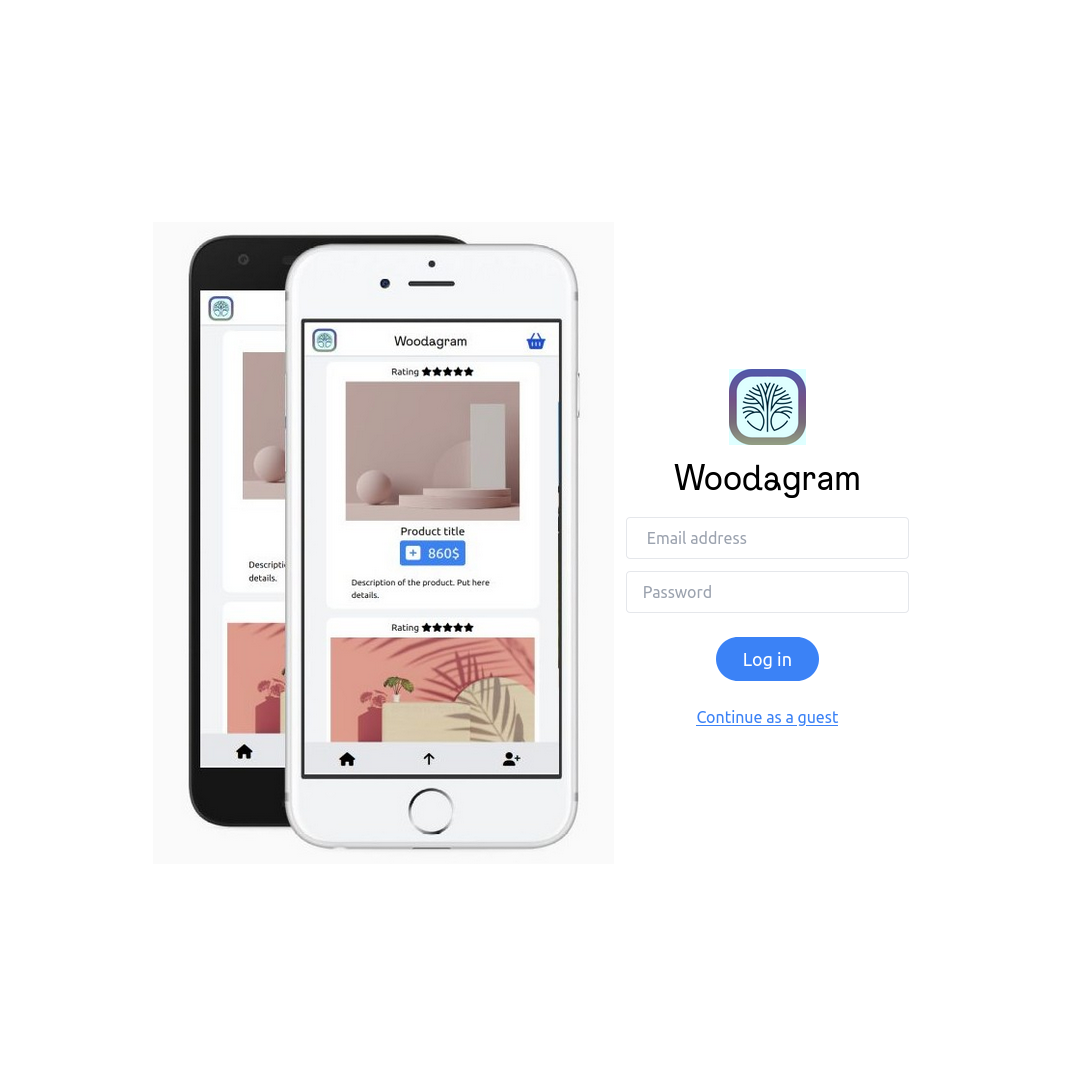 Descripti
details.
Woodagram
Rating
Product title
860$
Description of the product. Put here
details.
Rating
Woodagram
Email address
Password
Log in
Continue as a guest